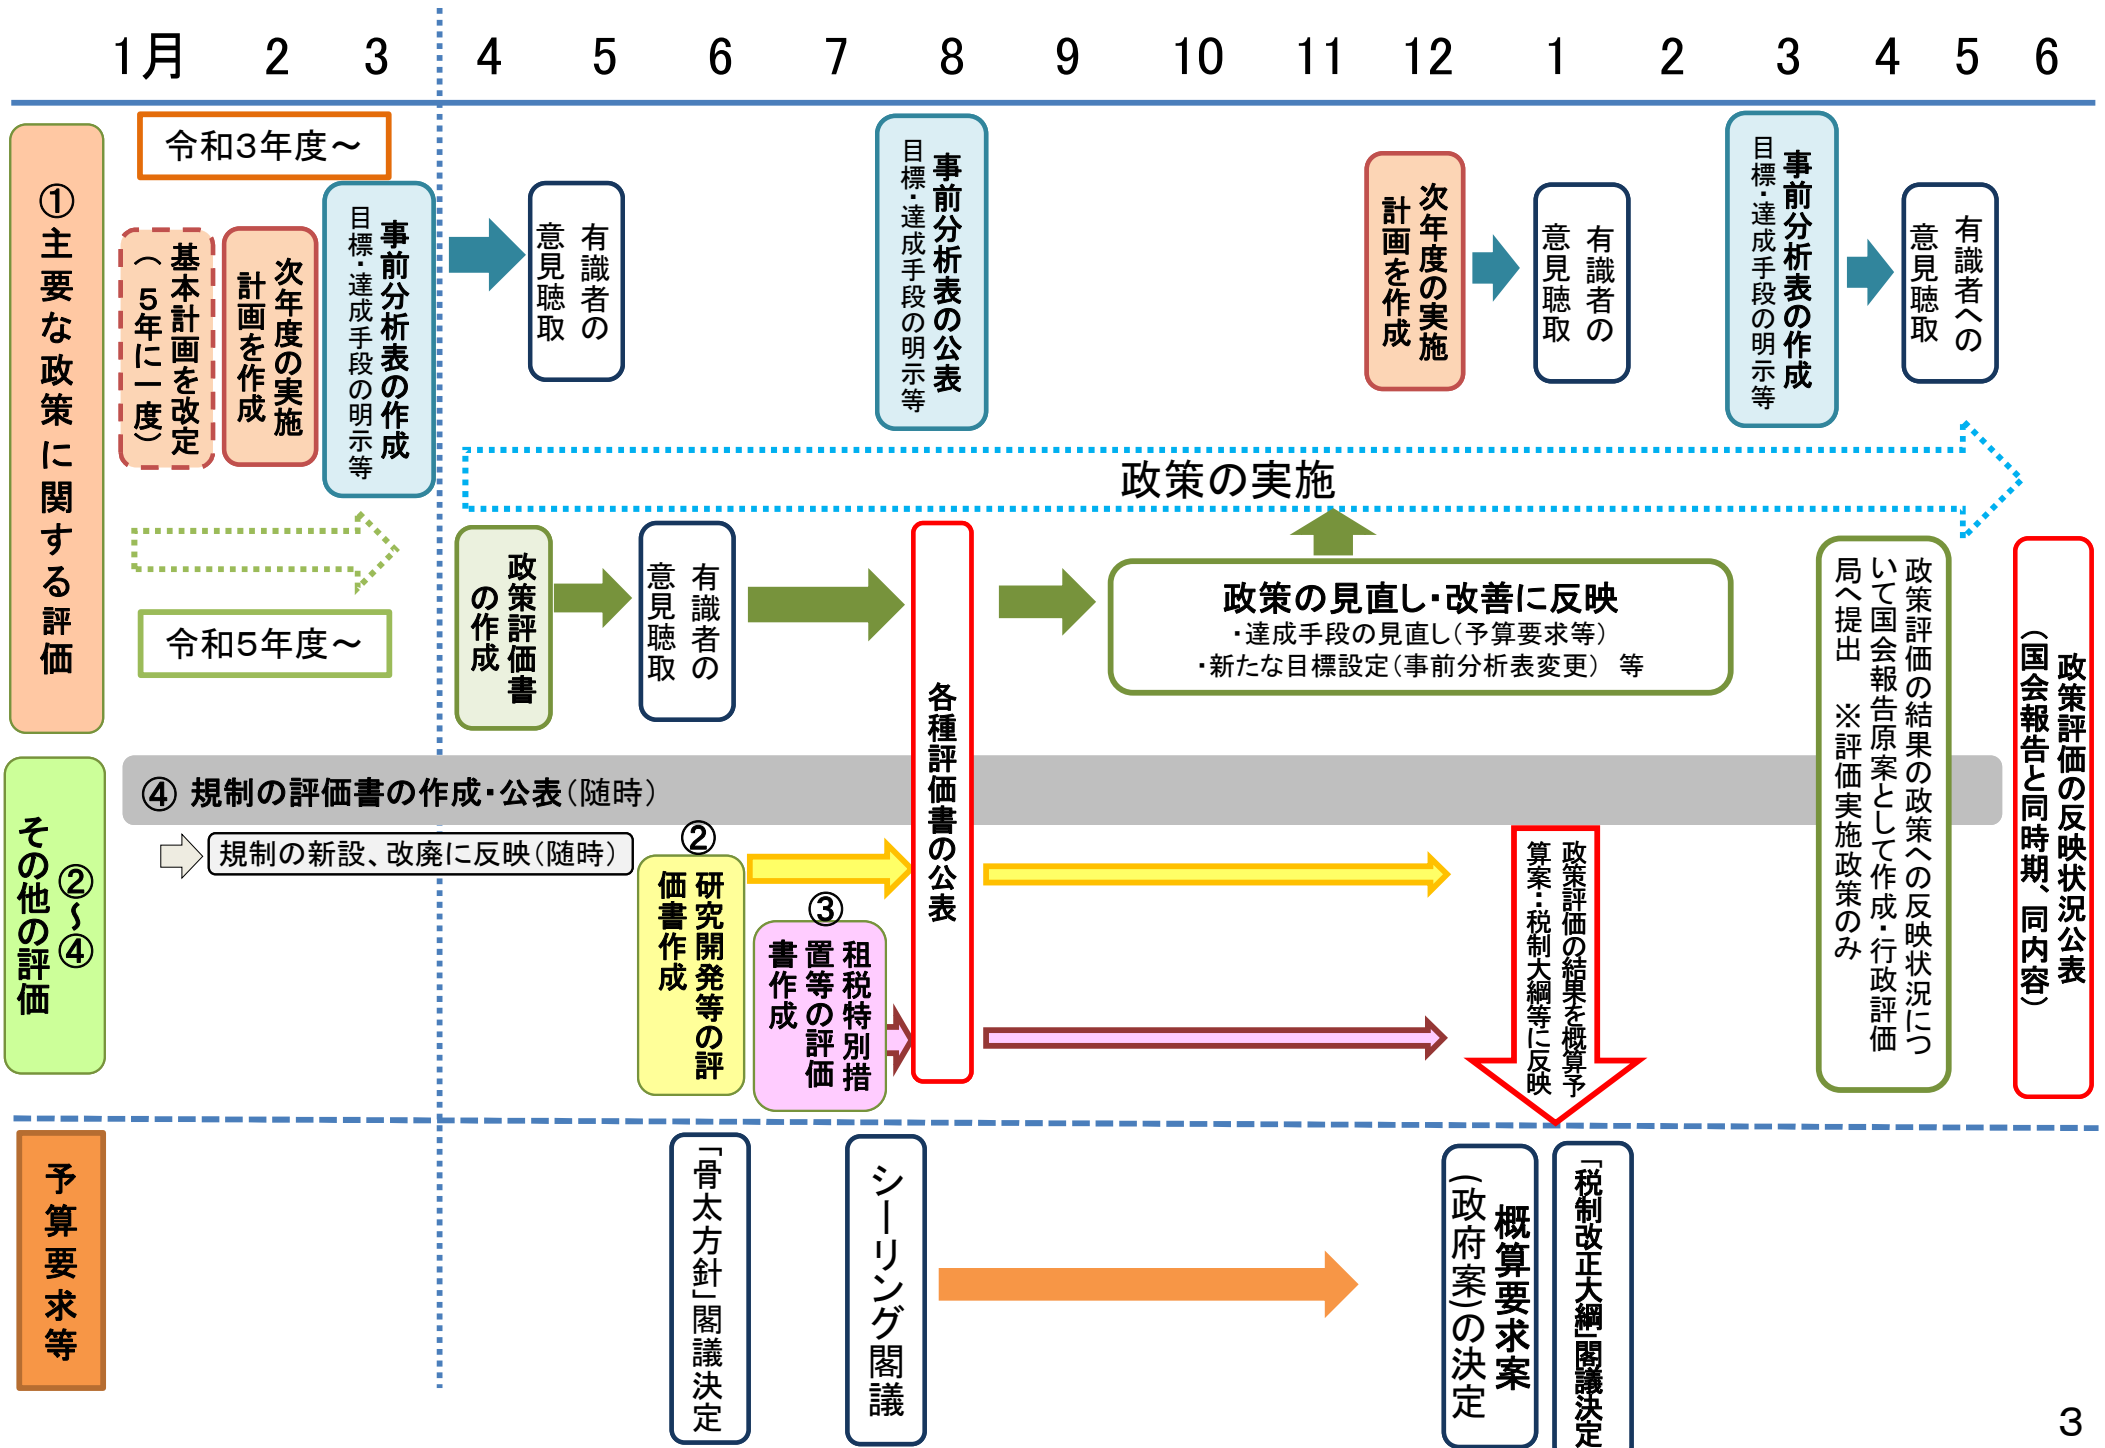 1月 2 3 4 5 6 7 8 9 10 11 12 1 2 3 4 5 6
①主要な政策に関する評価
令和3年度～
基本計画を改定
（5年に一度）
次年度の実施
計画を作成
事前分析表の作成
目標・達成手段の明示等
有識者の
意見聴取
事前分析表の公表
目標・達成手段の明示等
次年度の実施
計画を作成
有識者の
意見聴取
事前分析表の作成
目標・達成手段の明示等
有識者への
意見聴取
政策の実施
令和5年度～
政策評価書
の作成
有識者の
意見聴取
各種評価書の公表
政策の見直し・改善に反映
・達成手段の見直し（予算要求等）
・新たな目標設定（事前分析表変更） 等
政策評価の結果の政策への反映状況につ
いて国会報告原案として作成・行政評価
局へ提出　※評価実施政策のみ
政策評価の反映状況公表
（国会報告と同時期、同内容）
②～④
その他の評価
④ 規制の評価書の作成・公表（随時）
規制の新設、改廃に反映（随時）
②
研究開発等の評
価書作成
③
租税特別措
置等の評価
書作成
政策評価の結果を概算予
算案・税制大綱等に反映
予算要求等
「骨太方針」閣議決定
シーリング閣議
概算要求案
（政府案）の決定
「税制改正大綱」閣議決定
3